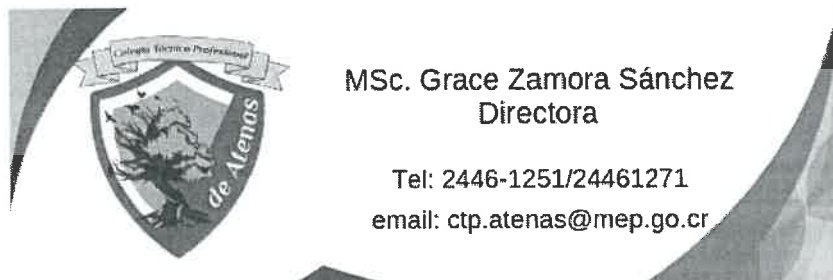 Colegio Técnico Profesional
de Atenas
MSc. Grace Zamora Sánchez
Directora
Tel: 2446-1251/24461271
email: ctp.atenas@mep.go.cr